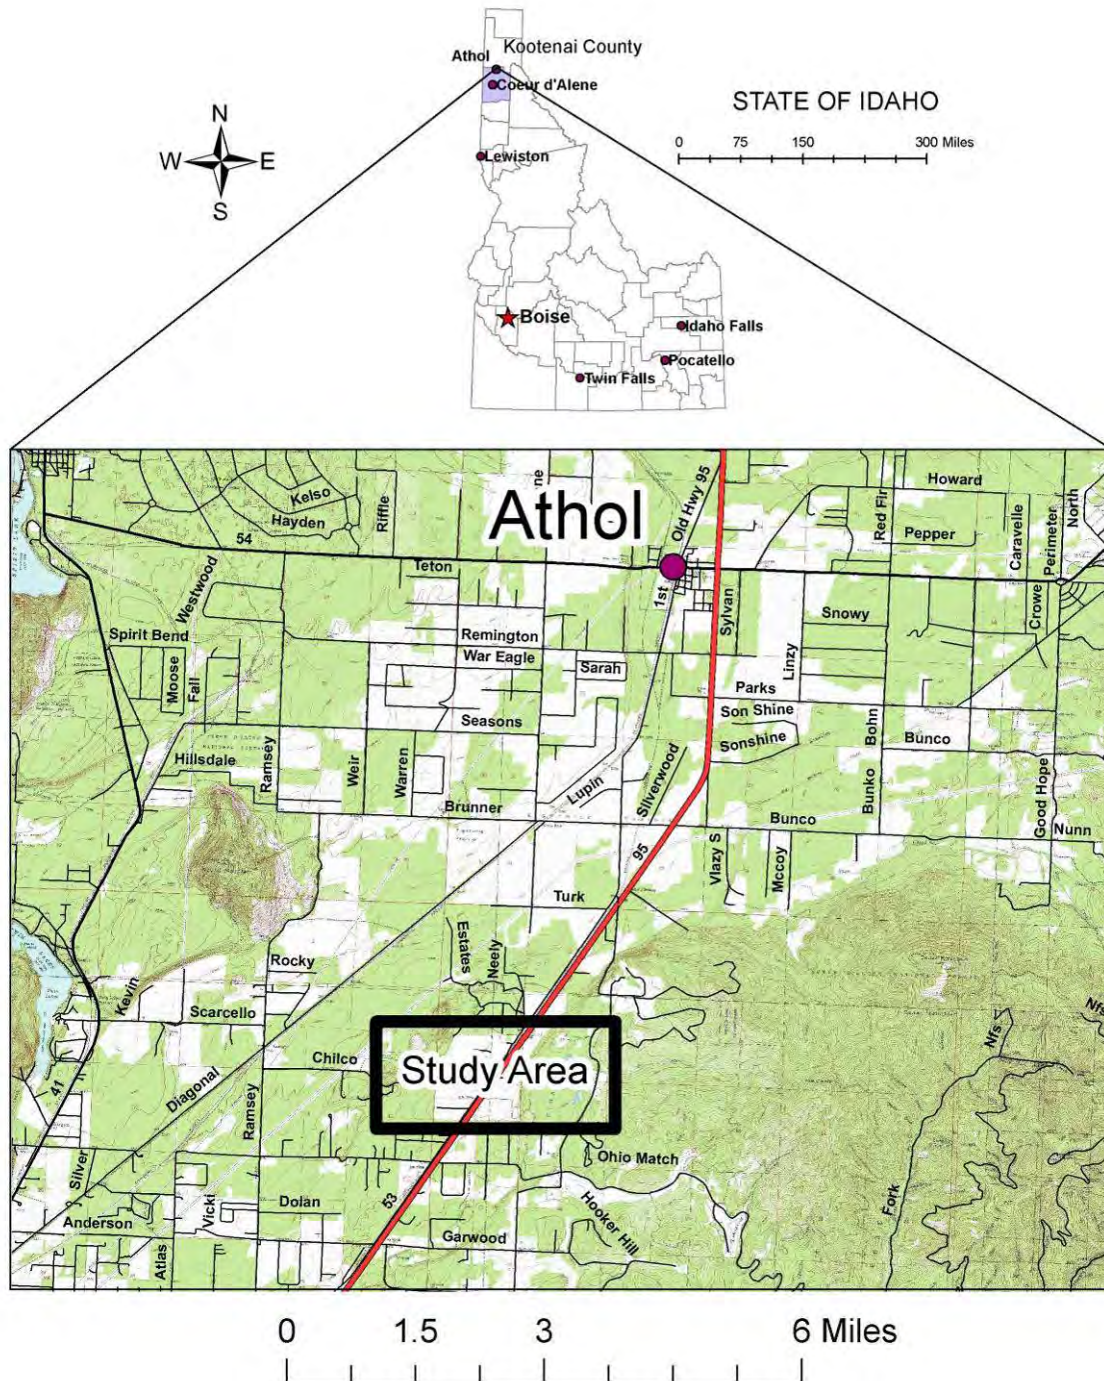 Kootenai County
Athol
Coeur d'Alene
STATE OF IDAHO
0 75 150 300 Miles
N
W E
S
Lewiston
Boise
Idaho Falls
Pocatello
Twin Falls
Athol
Old Hwy 95
Howard
Kelso
Hayden
Riffle
54
Red Fir
Pepper
Caravelle
Perimeter
North
Teton
1st
Westwood
Sylvan
Snowy
Crowe
Spirit Bend
Remington
War Eagle
Sarah
Linzy
Moose
Fall
Parks
Seasons
Son Shine
Sonshine
Bohn
Bunco
Hillsdale
Ramsey
Weir
Warren
Silverwood
Lupin
Brunner
Bunko
Bunco
Good Hope
Nunn
95
Vlazy S
Mccoy
Turk
Estates
Neely
Rocky
Kevin
Scarcello
Nfs
Nfs
Chilco
Study Area
Diagonal
41
Ramsey
Ohio Match
Silver
Dolan
53
Hooker Hill
Fork
Vicki
Anderson
Garwood
Atlas
0 1.5 3 6 Miles